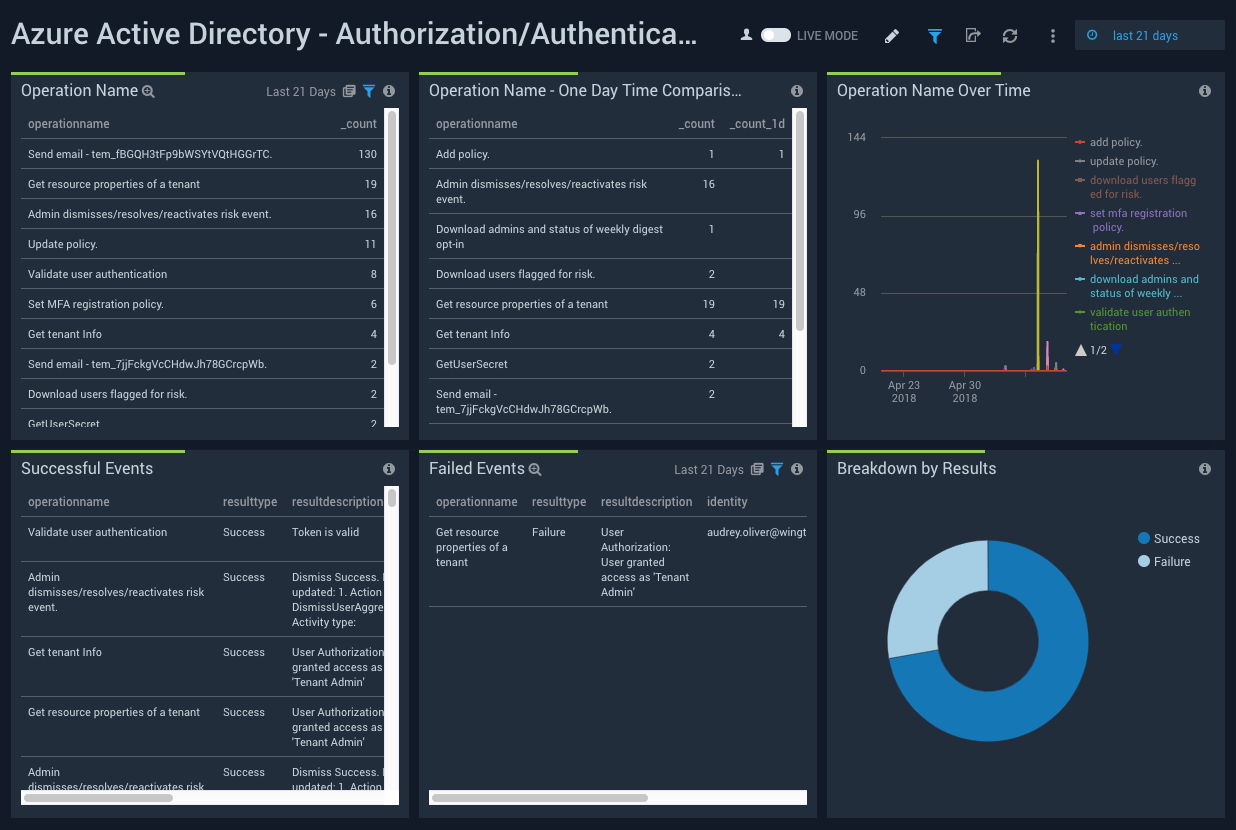 Azure Active Directory - Authorization/Authentica...
LIVE MODE
last 21 days
Operation Name
Last 21 Days
operationname _count
Send email - tem_fBGQH3tFp9bWSYtVQtHGGrTC. 130
Get resource properties of a tenant 19
Admin dismisses/resolves/reactivates risk event. 16
Update policy. 11
Validate user authentication 8
Set MFA registration policy. 6
Get tenant Info 4
Send email - tem_7jjFckgVcCHdwJh78GCrcpWb. 2
Download users flagged for risk. 2
GetUserSecret 2
Operation Name - One Day Time Comparis...
operationname _count _count_1d
Add policy. 1 1
Admin dismisses/resolves/reactivates risk 16
event.
Download admins and status of weekly digest 1
opt-in
Download users flagged for risk. 2
Get resource properties of a tenant 19 19
Get tenant Info 4 4
GetUserSecret 2
Send email - 2
tem_7jjFckgVcCHdwJh78GCrcpWb.
Operation Name Over Time
144
96
48
0
Apr 23
2018
Apr 30
2018
add policy.
update policy.
download users flagg
ed for risk.
set mfa registration
policy.
admin dismisses/reso
lves/reactivates ...
download admins and
status of weekly ...
validate user authen
tication
1/2
Successful Events
operationname resulttype resultdescription
Validate user authentication Success Token is valid
Admin Success Dismiss Success.
dismisses/resolves/reactivates risk updated: 1. Action
event. DismissUserAggre
Activity type:
Get tenant Info Success User Authorization
granted access as
'Tenant Admin'
Get resource properties of a tenant Success User Authorization
granted access as
'Tenant Admin'
Admin Success Dismiss Success.
dismisses/resolves/reactivates risk updated: 1. Action
Failed Events
Last 21 Days
operationname resulttype resultdescription identity
Get resource Failure User audrey.oliver@wingt
properties of a Authorization:
tenant User granted
access as 'Tenant
Admin'
Breakdown by Results
Success
Failure